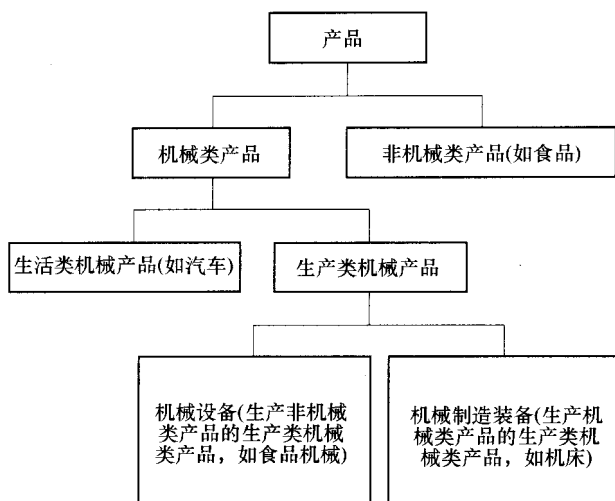 产品
机械类产品
非机械类产品(如食品)
生活类机械产品(如汽车)
生产类机械产品
机械设备(生产非机械
类产品的生产类机械
类产品，如食品机械)
机械制造装备(生产机
械类产品的生产类机
械类产品，如机床)